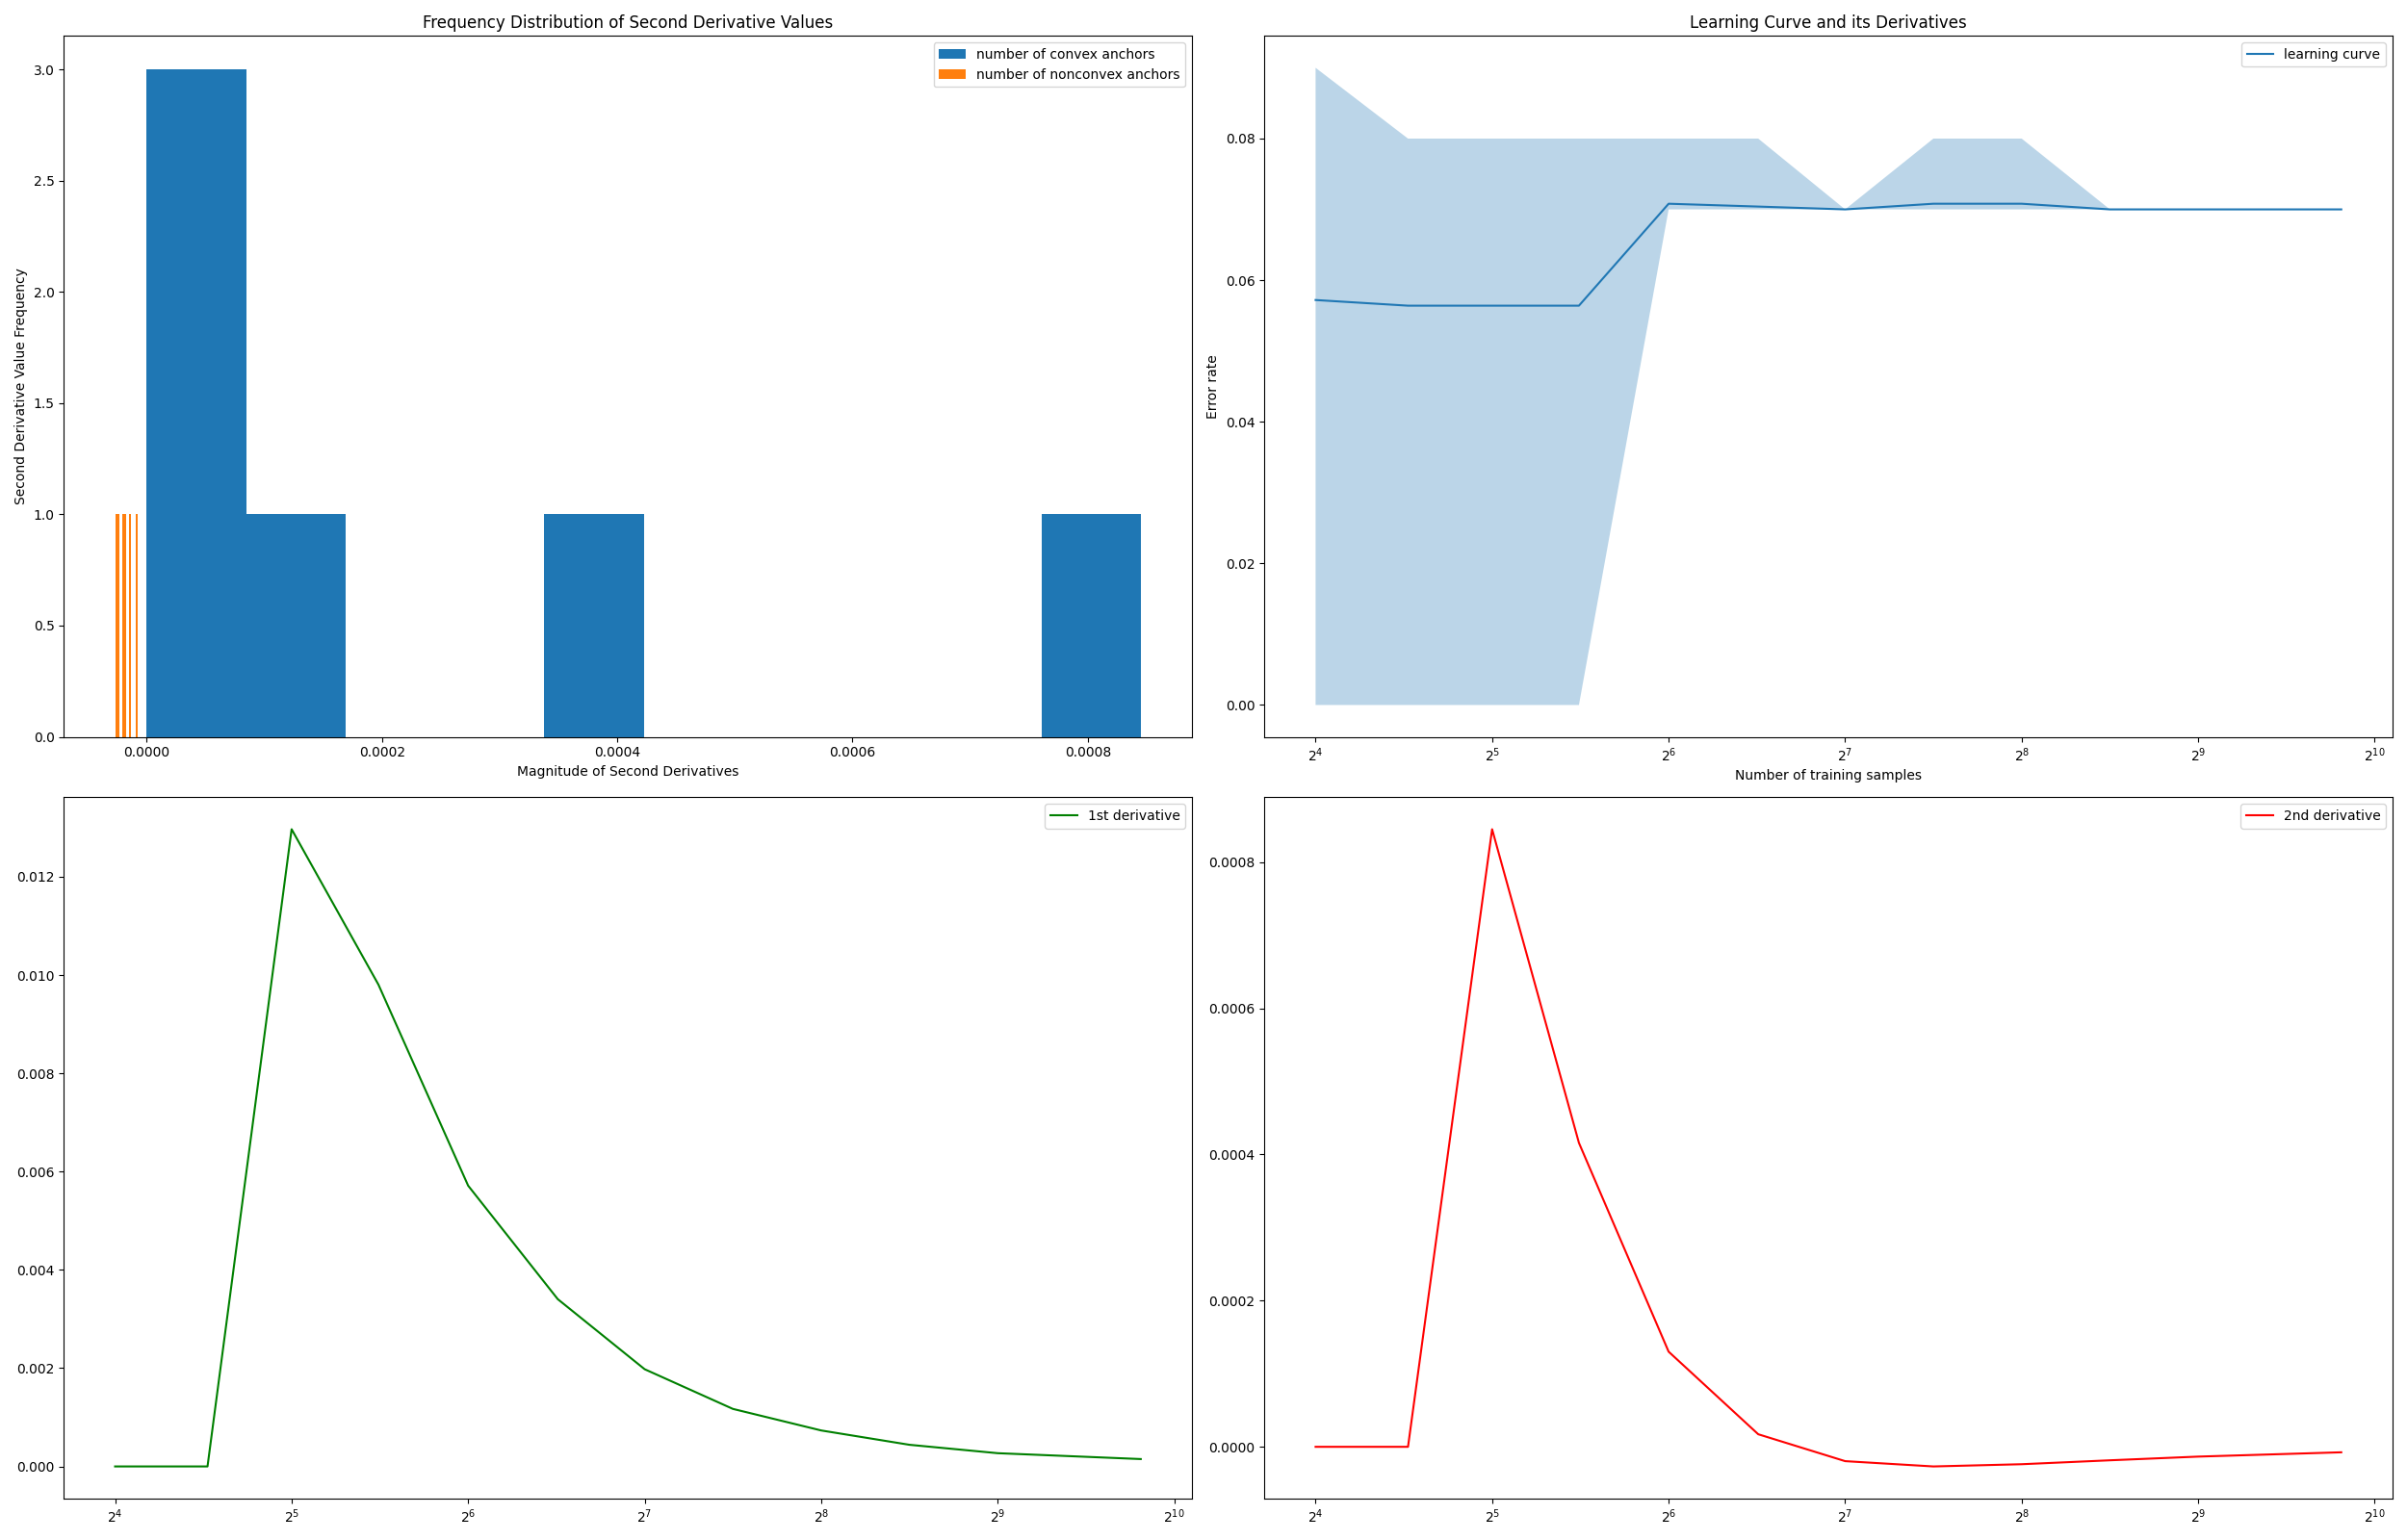 Frequency Distribution of Second Derivative Values
number of convex anchors
number of nonconvex anchors
Second Derivative Value Frequency
3.0
2.5
2.0
1.5
1.0
0.5
0.0
0.0000 0.0002 0.0004 0.0006 0.0008
Magnitude of Second Derivatives
Learning Curve and its Derivatives
learning curve
Error rate
0.08
0.06
0.04
0.02
0.00
2⁴ 2⁵ 2⁶ 2⁷ 2⁸ 2⁹ 2¹⁰
Number of training samples
1st derivative
0.012
0.010
0.008
0.006
0.004
0.002
0.000
2⁴ 2⁵ 2⁶ 2⁷ 2⁸ 2⁹ 2¹⁰
2nd derivative
0.0008
0.0006
0.0004
0.0002
0.0000
2⁴ 2⁵ 2⁶ 2⁷ 2⁸ 2⁹ 2¹⁰